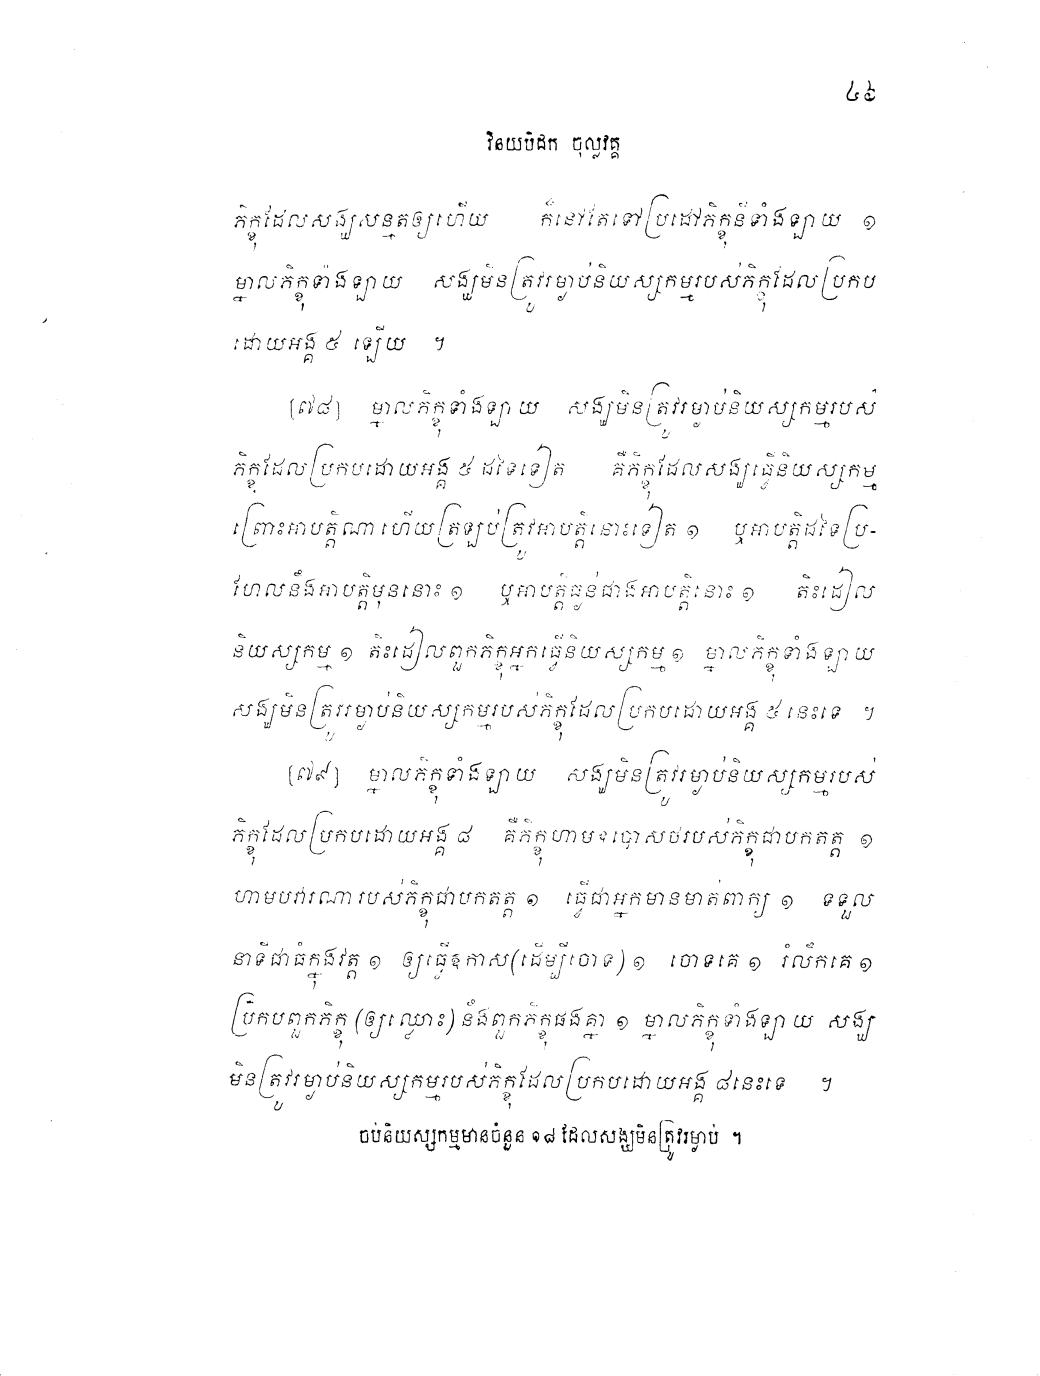 ៤៦
វិនយបិដក ចុល្លវគ្គ
ភិក្ខុដែលសង្ឃសន្មតឲ្យហើយ ក៏នៅតែទៅប្រដៅភិក្ខុនីទាំងឡាយ ១
ម្នាលភិក្ខុទាំងឡាយ សង្ឃមិនត្រូវរម្ងាប់និយស្សកម្មរបស់ភិក្ខុដែលប្រកប
ដោយអង្គ ៥ ឡើយ ។
[៧៨] ម្នាលភិក្ខុទាំងឡាយ សង្ឃមិនត្រូវរម្ងាប់និយស្សកម្មរបស់
ភិក្ខុដែលប្រកបដោយអង្គ ៥ ដទៃទៀត គឺភិក្ខុដែលសង្ឃធ្វើនិយស្សកម្ម
ព្រោះអាបត្តិណា ហើយត្រឡប់ត្រូវអាបត្តិនោះទៀត ១ ឬអាបត្តិដទៃប្រ-
ហែលនឹងអាបត្តិមុននោះ ១ ឬអាបត្តិធ្ងន់ជាងអាបត្តិនោះ ១ តិះដៀល
និយស្សកម្ម ១ តិះដៀលពួកភិក្ខុអ្នកធ្វើនិយស្សកម្ម ១ ម្នាលភិក្ខុទាំងឡាយ
សង្ឃមិនត្រូវរម្ងាប់និយស្សកម្មរបស់ភិក្ខុដែលប្រកបដោយអង្គ ៥ នេះទេ ។
[៧៩] ម្នាលភិក្ខុទាំងឡាយ សង្ឃមិនត្រូវរម្ងាប់និយស្សកម្មរបស់
ភិក្ខុដែលប្រកបដោយអង្គ ៨ គឺភិក្ខុហាមឧបោសថរបស់ភិក្ខុជាបកតត្ត ១
ហាមបវារណារបស់ភិក្ខុជាបកតត្ត ១ ធ្វើជាអ្នកមានមាត់ពាក្យ ១ ទទួល
នាទីជាធំក្នុងវត្ត ១ ឲ្យធ្វើឱកាស(ដើម្បីចោទ) ១ ចោទគេ ១ រំលឹកគេ ១
ប្រកបពួកភិក្ខុ (ឲ្យឈ្លោះ) នឹងពួកភិក្ខុផងគ្នា ១ ម្នាលភិក្ខុទាំងឡាយ សង្ឃ
មិនត្រូវរម្ងាប់និយស្សកម្មរបស់ភិក្ខុដែលប្រកបដោយអង្គ ៨នេះទេ ។
ចប់និយស្សកម្មមានចំនួន ១៨ ដែលសង្ឃមិនត្រូវរម្ងាប់ ។